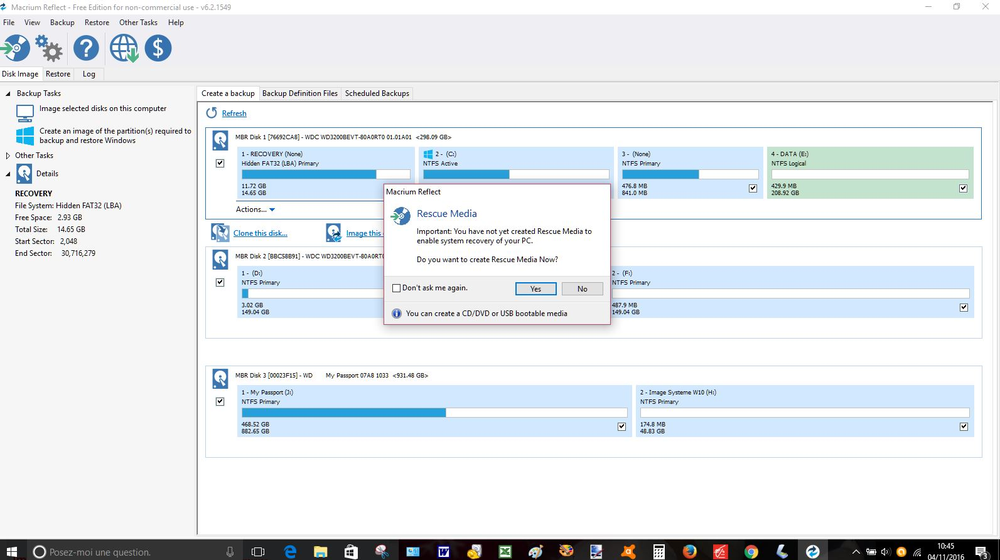 Macrium Reflect - Free Edition for non-commercial use - v6.2.1549
File View Backup Restore Other Tasks Help
Disk Image Restore Log
Backup Tasks
Image selected disks on this computer
Create an image of the partition(s) required to
backup and restore Windows
Other Tasks
Details
RECOVERY
File System: Hidden FAT32 (LBA)
Free Space: 2.93 GB
Total Size: 14.65 GB
Start Sector: 2,048
End Sector: 30,716,279
Create a backup Backup Definition Files Scheduled Backups
Refresh
MBR Disk 1 [76692CA8] - WDC WD3200BEVT-80A0RT0 01.01A01 <298.09 GB>
1 - RECOVERY (None)
Hidden FAT32 (LBA) Primary
11.72 GB
14.65 GB
2 - (C:)
NTFS Active
3 - (None)
NTFS Primary
476.8 MB
841.0 MB
4 - DATA (E:)
NTFS Logical
429.9 MB
208.92 GB
Actions...
Clone this disk...
Image this
MBR Disk 2 [BBC58B91] - WDC WD3200BEVT-80A0RT0
1 - (D:)
NTFS Primary
3.02 GB
149.04 GB
2 - (F:)
NTFS Primary
487.9 MB
149.04 GB
MBR Disk 3 [00023F15] - WD My Passport 07A8 1033 <931.48 GB>
1 - My Passport (J:)
NTFS Primary
468.52 GB
882.65 GB
2 - Image Systeme W10 (H:)
NTFS Primary
174.8 MB
48.83 GB
Macrium Reflect
Rescue Media
Important: You have not yet created Rescue Media to
enable system recovery of your PC.
Do you want to create Rescue Media Now?
Don't ask me again.
Yes
No
You can create a CD/DVD or USB bootable media
Posez-moi une question.
10:45
04/11/2016
3